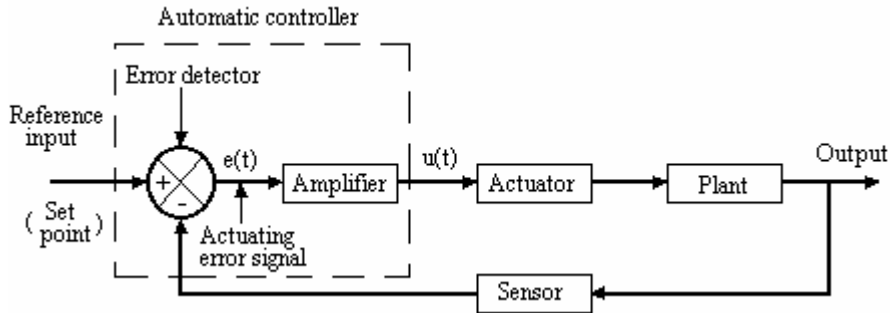 Automatic controller
Error detector
Reference
input
+
-
e(t)
Amplifier
u(t)
Actuator
Plant
Output
( Set
point )
Actuating
error signal
Sensor